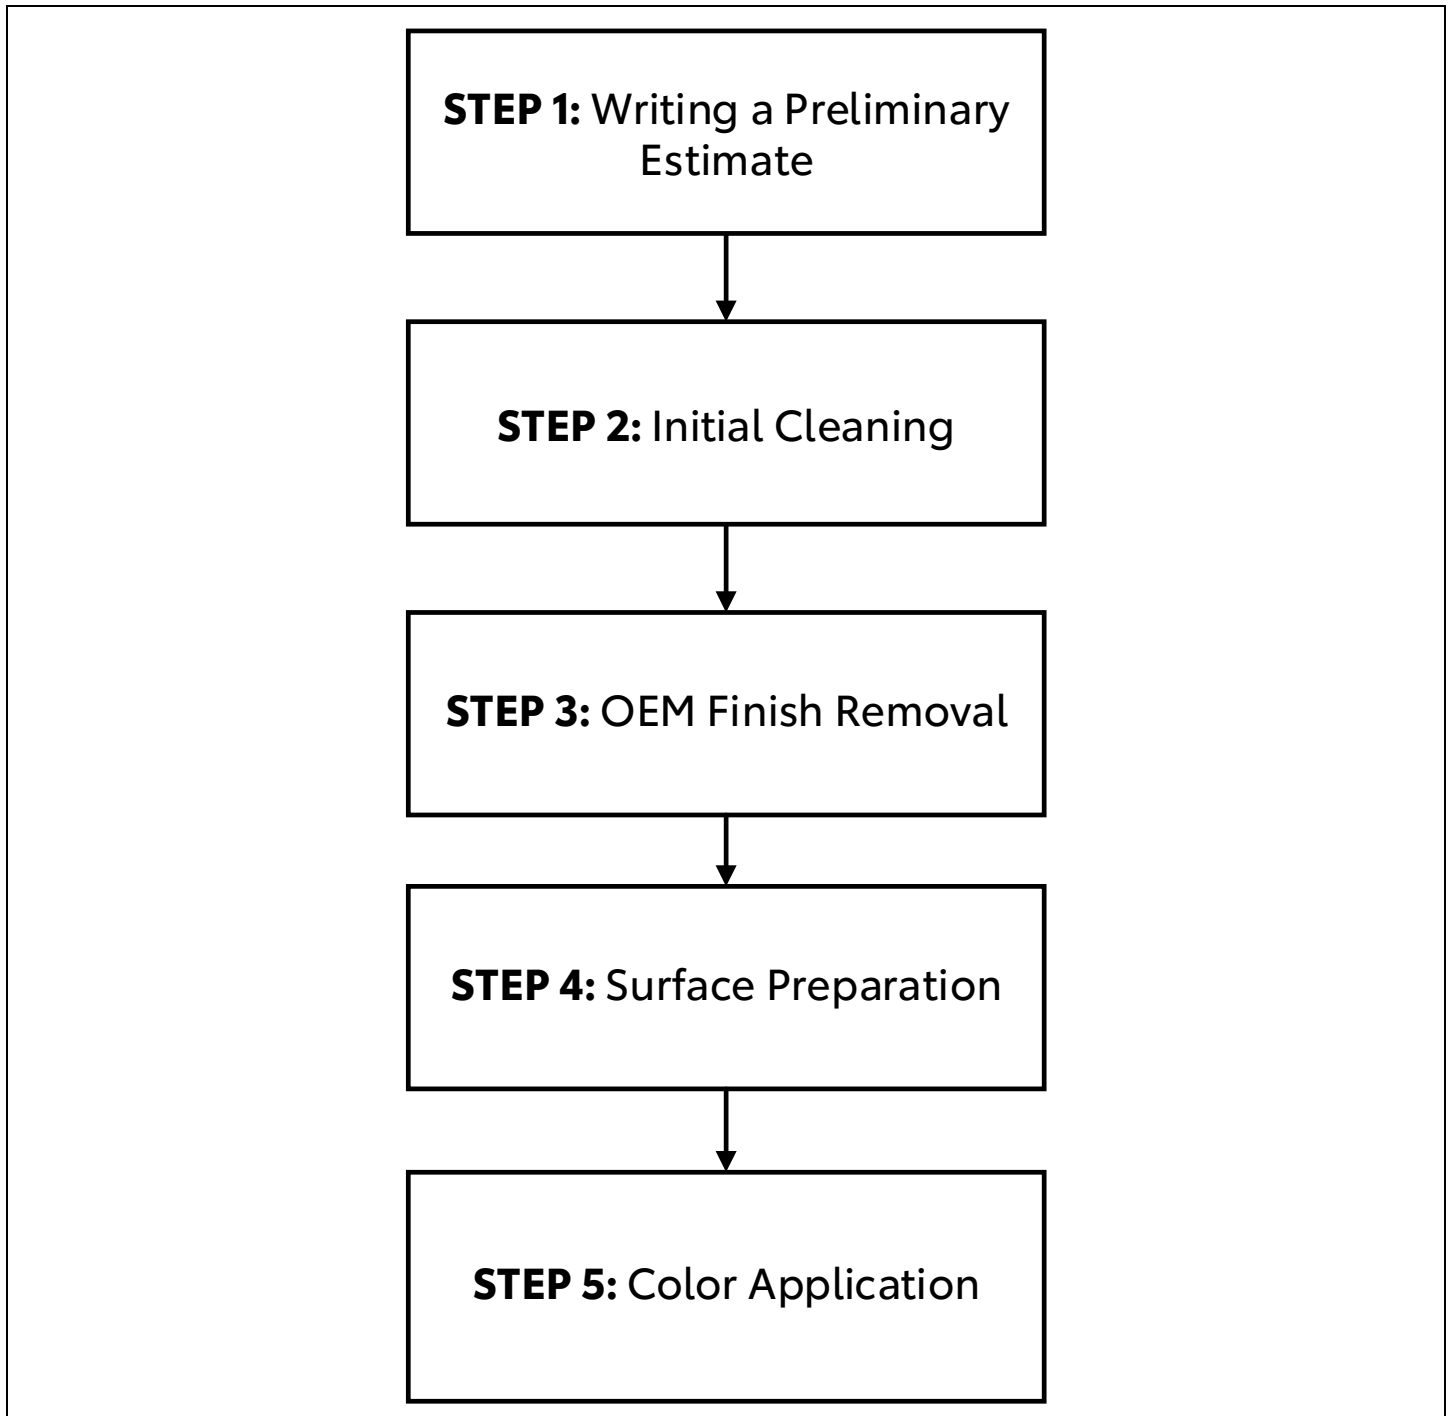 STEP 1: Writing a Preliminary
Estimate
STEP 2: Initial Cleaning
STEP 3: OEM Finish Removal
STEP 4: Surface Preparation
STEP 5: Color Application